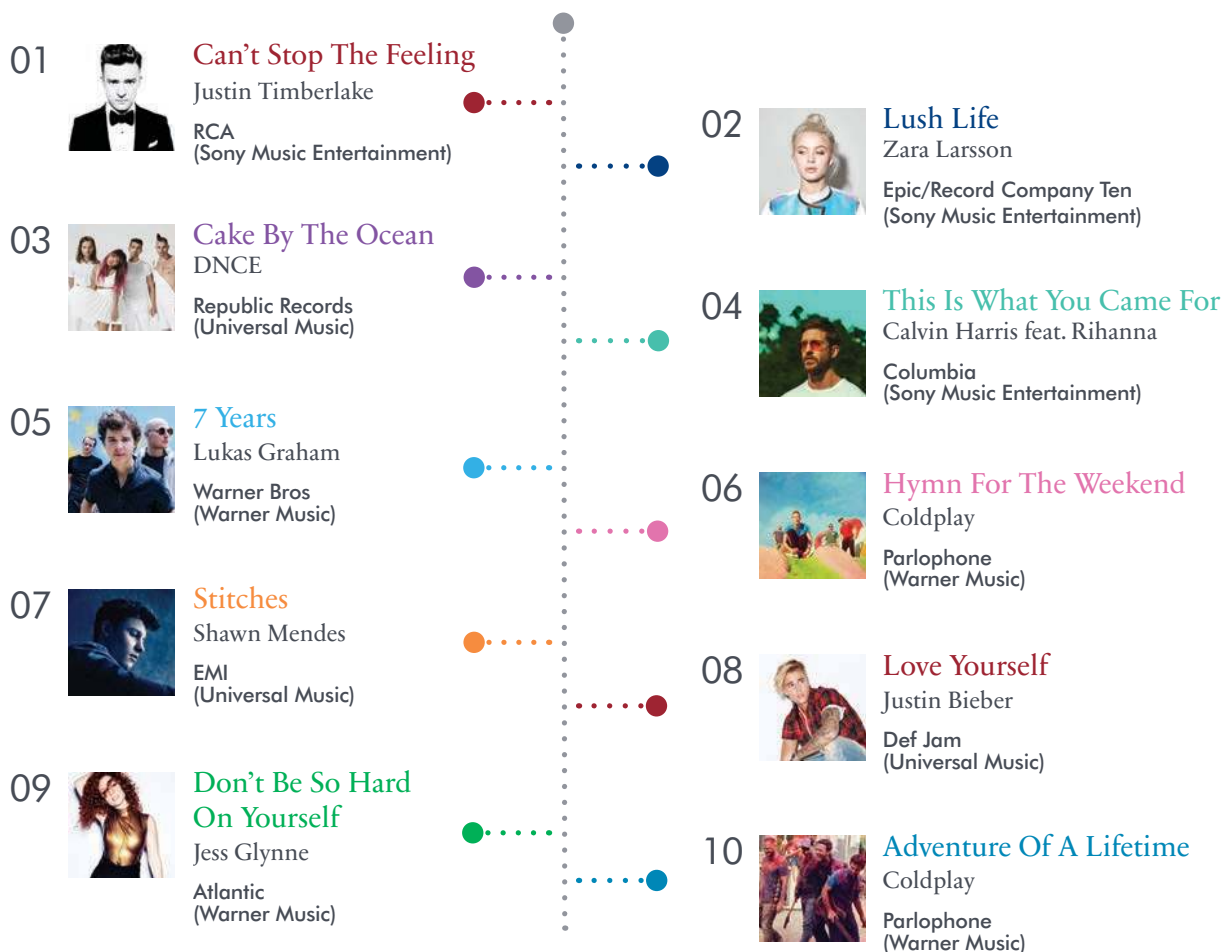 01
Can't Stop The Feeling
Justin Timberlake
RCA
(Sony Music Entertainment)
02
Lush Life
Zara Larsson
Epic/Record Company Ten
(Sony Music Entertainment)
03
Cake By The Ocean
DNCE
Republic Records
(Universal Music)
04
This Is What You Came For
Calvin Harris feat. Rihanna
Columbia
(Sony Music Entertainment)
05
7 Years
Lukas Graham
Warner Bros
(Warner Music)
06
Hymn For The Weekend
Coldplay
Parlophone
(Warner Music)
07
Stitches
Shawn Mendes
EMI
(Universal Music)
08
Love Yourself
Justin Bieber
Def Jam
(Universal Music)
09
Don't Be So Hard
On Yourself
Jess Glynne
Atlantic
(Warner Music)
10
Adventure Of A Lifetime
Coldplay
Parlophone
(Warner Music)